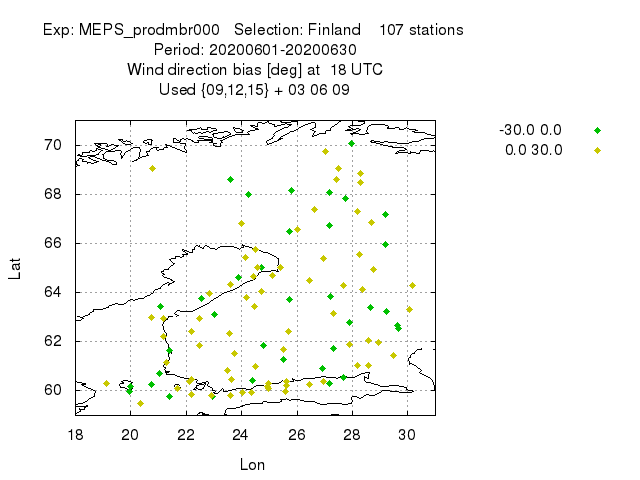 Exp: MEPS_prodmbr000 Selection: Finland 107 stations
Period: 20200601-20200630
Wind direction bias [deg] at 18 UTC
Used {09,12,15} + 03 06 09
-30.0 0.0
0.0 30.0
70
68
66
64
62
60
Lat
18 20 22 24 26 28 30
Lon